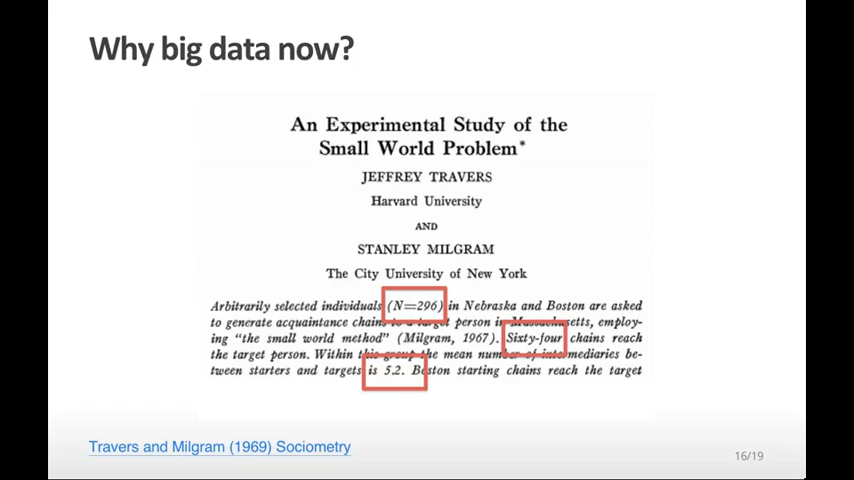 Why big data now?
An Experimental Study of the
Small World Problem*
JEFFREY TRAVERS
Harvard University
AND
STANLEY MILGRAM
The City University of New York
Arbitrarily selected individuals (N=296) in Nebraska and Boston are asked
to generate acquaintance chains to a target person in Massachusetts, employ-
ing "the small world method" (Milgram, 1967). Sixty-four chains reach
the target person. Within this group the mean number of intermediaries be-
tween starters and targets is 5.2. Boston starting chains reach the target
Travers and Milgram (1969) Sociometry
16/19